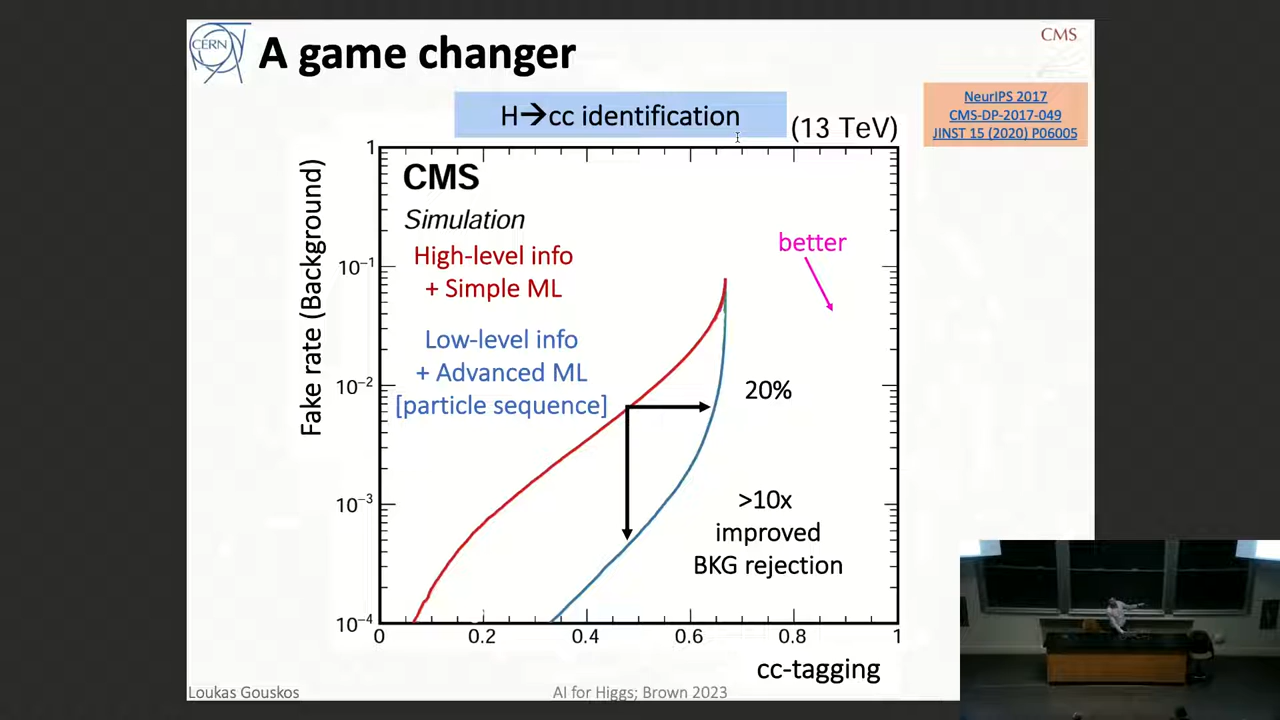 CERN
A game changer
CMS
H→cc identification
NeurIPS 2017
CMS-DP-2017-049
JINST 15 (2020) P06005
(13 TeV)
Fake rate (Background)
1
10⁻¹
10⁻²
10⁻³
10⁻⁴
CMS
Simulation
High-level info
+ Simple ML
Low-level info
+ Advanced ML
[particle sequence]
better
20%
>10x
improved
BKG rejection
0
0.2
0.4
0.6
0.8
1
cc-tagging
Loukas Gouskos
AI for Higgs; Brown 2023